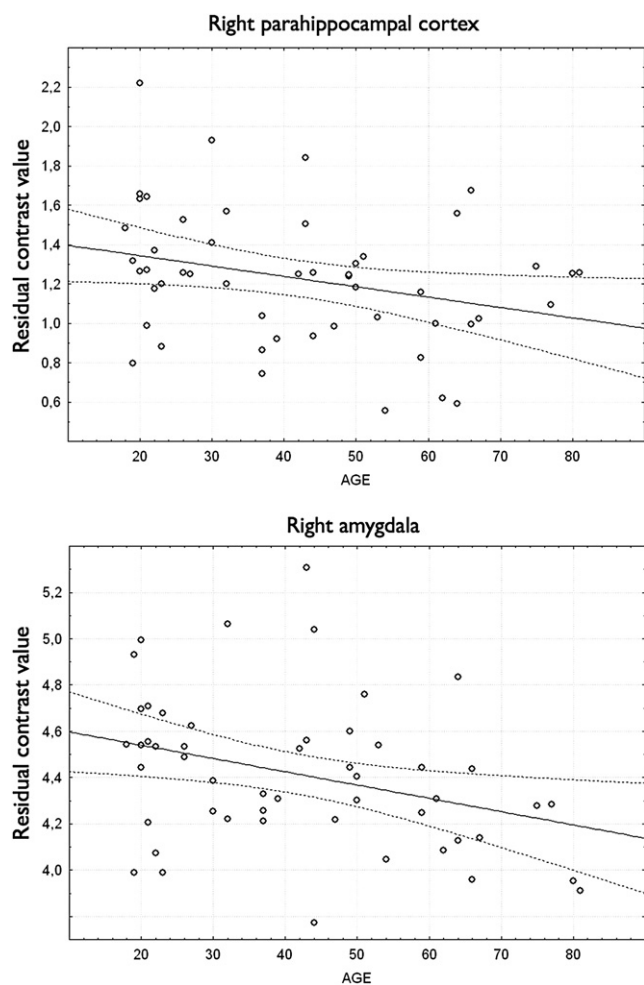 Right parahippocampal cortex
Residual contrast value
2,2
2,0
1,8
1,6
1,4
1,2
1,0
0,8
0,6
20 30 40 50 60 70 80
AGE
Right amygdala
Residual contrast value
5,2
5,0
4,8
4,6
4,4
4,2
4,0
20 30 40 50 60 70 80
AGE